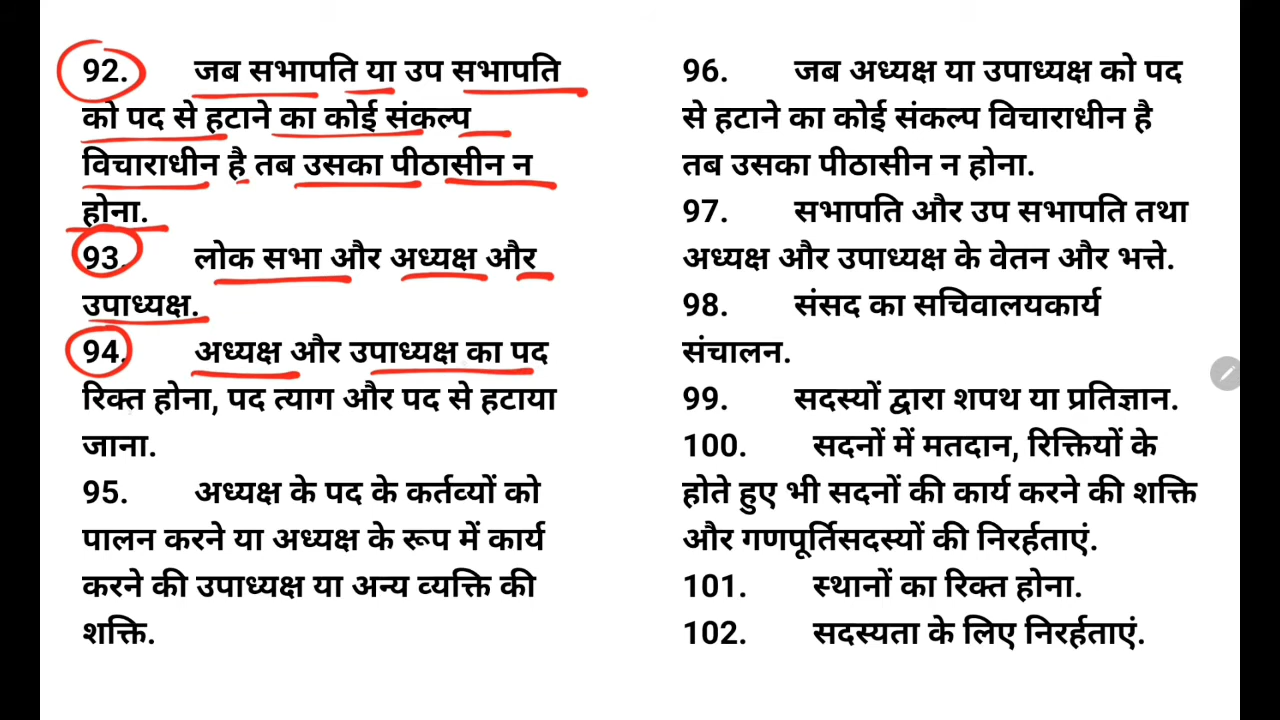 92. जब सभापति या उप सभापति
को पद से हटाने का कोई संकल्प
विचाराधीन है तब उसका पीठासीन न
होना.
93. लोक सभा और अध्यक्ष और
उपाध्यक्ष.
94. अध्यक्ष और उपाध्यक्ष का पद
रिक्त होना, पद त्याग और पद से हटाया
जाना.
95. अध्यक्ष के पद के कर्तव्यों को
पालन करने या अध्यक्ष के रूप में कार्य
करने की उपाध्यक्ष या अन्य व्यक्ति की
शक्ति.
96. जब अध्यक्ष या उपाध्यक्ष को पद
से हटाने का कोई संकल्प विचाराधीन है
तब उसका पीठासीन न होना.
97. सभापति और उप सभापति तथा
अध्यक्ष और उपाध्यक्ष के वेतन और भत्ते.
98. संसद का सचिवालयकार्य
संचालन.
99. सदस्यों द्वारा शपथ या प्रतिज्ञान.
100. सदनों में मतदान, रिक्तियों के
होते हुए भी सदनों की कार्य करने की शक्ति
और गणपूर्तिसदस्यों की निरर्हताएं.
101. स्थानों का रिक्त होना.
102. सदस्यता के लिए निरर्हताएं.